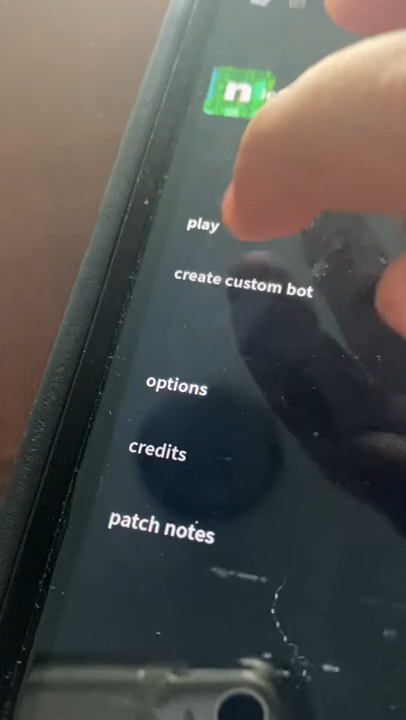 n
play
create custom bot
options
credits
patch notes